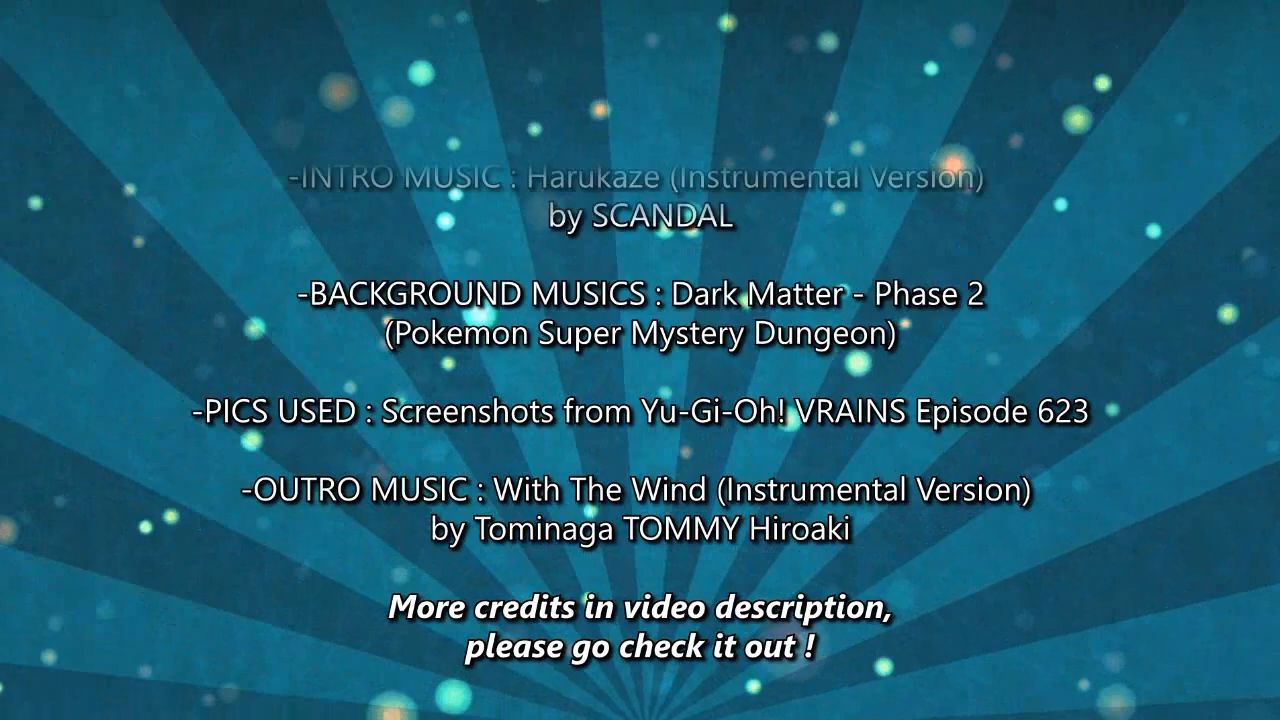 -INTRO MUSIC : Harukaze (Instrumental Version)
by SCANDAL
-BACKGROUND MUSICS : Dark Matter - Phase 2
(Pokemon Super Mystery Dungeon)
-PICS USED : Screenshots from Yu-Gi-Oh! VRAINS Episode 623
-OUTRO MUSIC : With The Wind (Instrumental Version)
by Tominaga TOMMY Hiroaki
More credits in video description,
please go check it out !